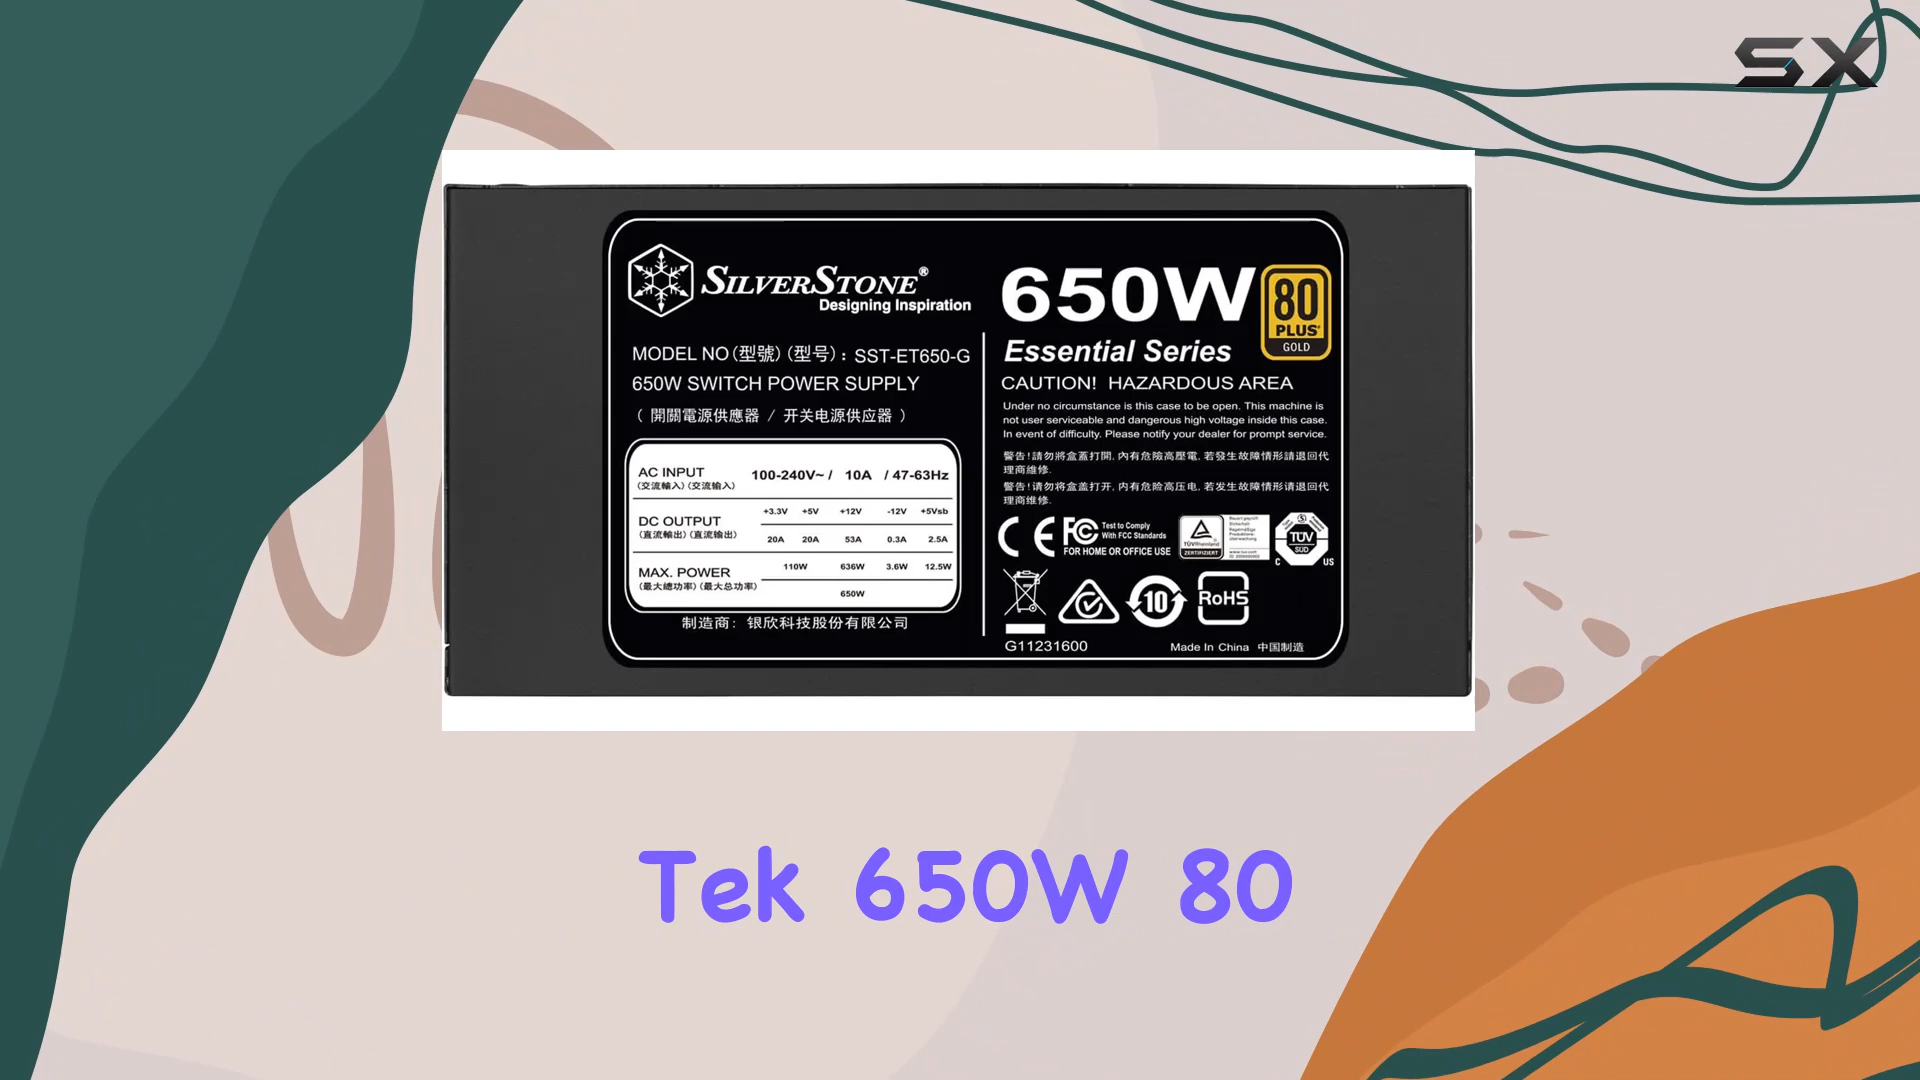 SX
SILVERSTONE®
Designing Inspiration
MODEL NO(型號)(型号)：SST-ET650-G
650W SWITCH POWER SUPPLY
（ 開關電源供應器 / 开关电源供应器 ）
AC INPUT 100-240V~ / 10A / 47-63Hz
(交流輸入) (交流输入)
DC OUTPUT +3.3V +5V +12V -12V +5Vsb
(直流輸出) (直流输出) 20A 20A 53A 0.3A 2.5A
MAX. POWER 110W 636W 3.6W 12.5W
(最大總功率) (最大总功率) 650W
制造商：银欣科技股份有限公司
650W
80
PLUS
GOLD
Essential Series
CAUTION! HAZARDOUS AREA
Under no circumstance is this case to be open. This machine is
not user serviceable and dangerous high voltage inside this case.
In event of difficulty. Please notify your dealer for prompt service.
警告!請勿將盒蓋打開, 內有危險高壓電, 若發生故障情形請退回代
理商維修.
警告!请勿将盒盖打开, 内有危险高压电, 若发生故障情形请退回代
理商维修.
CE FC Test to Comply
With FCC Standards
FOR HOME OR OFFICE USE
TÜVRheinland
ZERTIFIZIERT
TÜV
SÜD
C US
10
RoHS
G11231600
Made In China 中国制造
Tek 650W 80